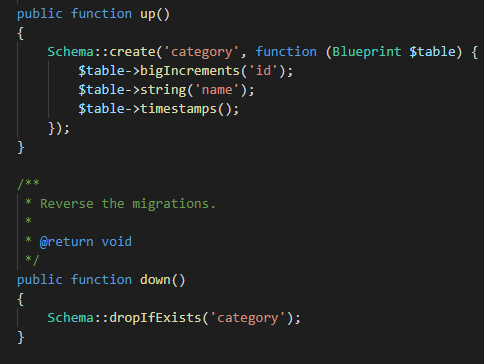 public function up()
{
    Schema::create('category', function (Blueprint $table) {
        $table->bigIncrements('id');
        $table->string('name');
        $table->timestamps();
    });
}

/**
 * Reverse the migrations.
 *
 * @return void
 */
public function down()
{
    Schema::dropIfExists('category');
}